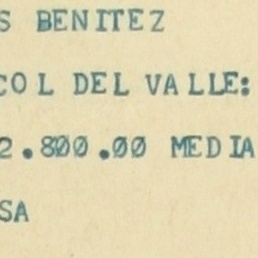 S BENITEZ
COL DEL VALLE:
2.800.00 MEDIA
SA